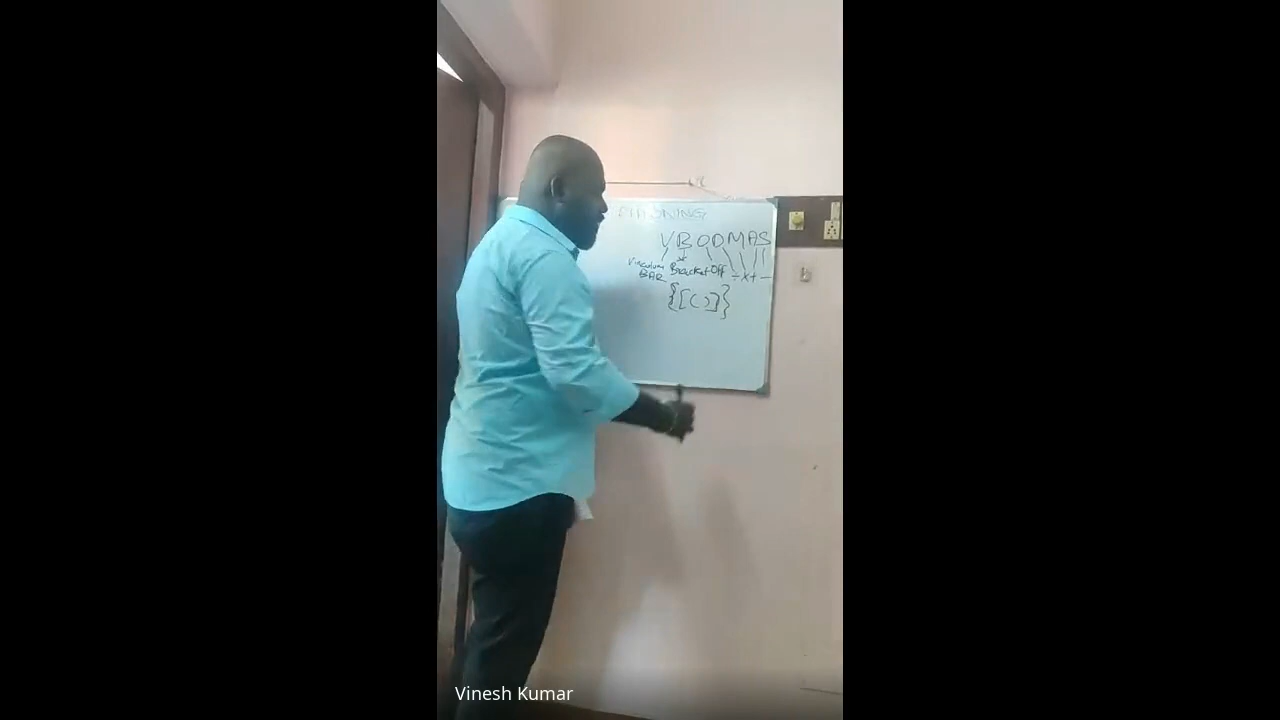 VBODMAS
Vinculum Bracket Off ÷ x + -
BAR
{[()]}
Vinesh Kumar